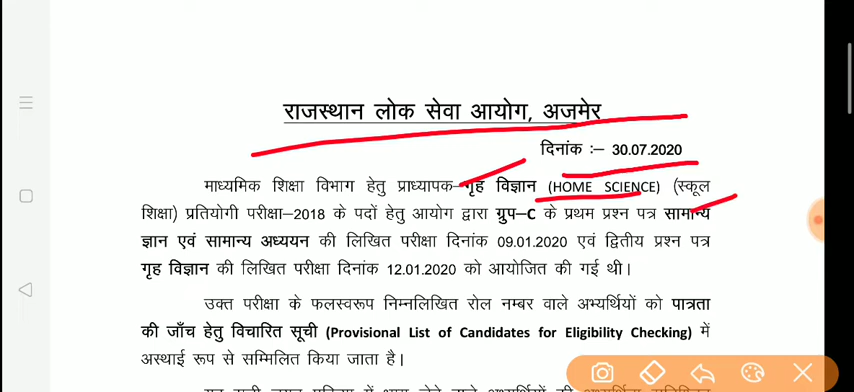 राजस्थान लोक सेवा आयोग, अजमेर
दिनांक :– 30.07.2020
माध्यमिक शिक्षा विभाग हेतु प्राध्यापक–गृह विज्ञान (HOME SCIENCE) (स्कूल
शिक्षा) प्रतियोगी परीक्षा–2018 के पदों हेतु आयोग द्वारा ग्रुप–C के प्रथम प्रश्न पत्र सामान्य
ज्ञान एवं सामान्य अध्ययन की लिखित परीक्षा दिनांक 09.01.2020 एवं द्वितीय प्रश्न पत्र
गृह विज्ञान की लिखित परीक्षा दिनांक 12.01.2020 को आयोजित की गई थी।
उक्त परीक्षा के फलस्वरूप निम्नलिखित रोल नम्बर वाले अभ्यर्थियों को पात्रता
की जाँच हेतु विचारित सूची (Provisional List of Candidates for Eligibility Checking) में
अस्थाई रूप से सम्मिलित किया जाता है।